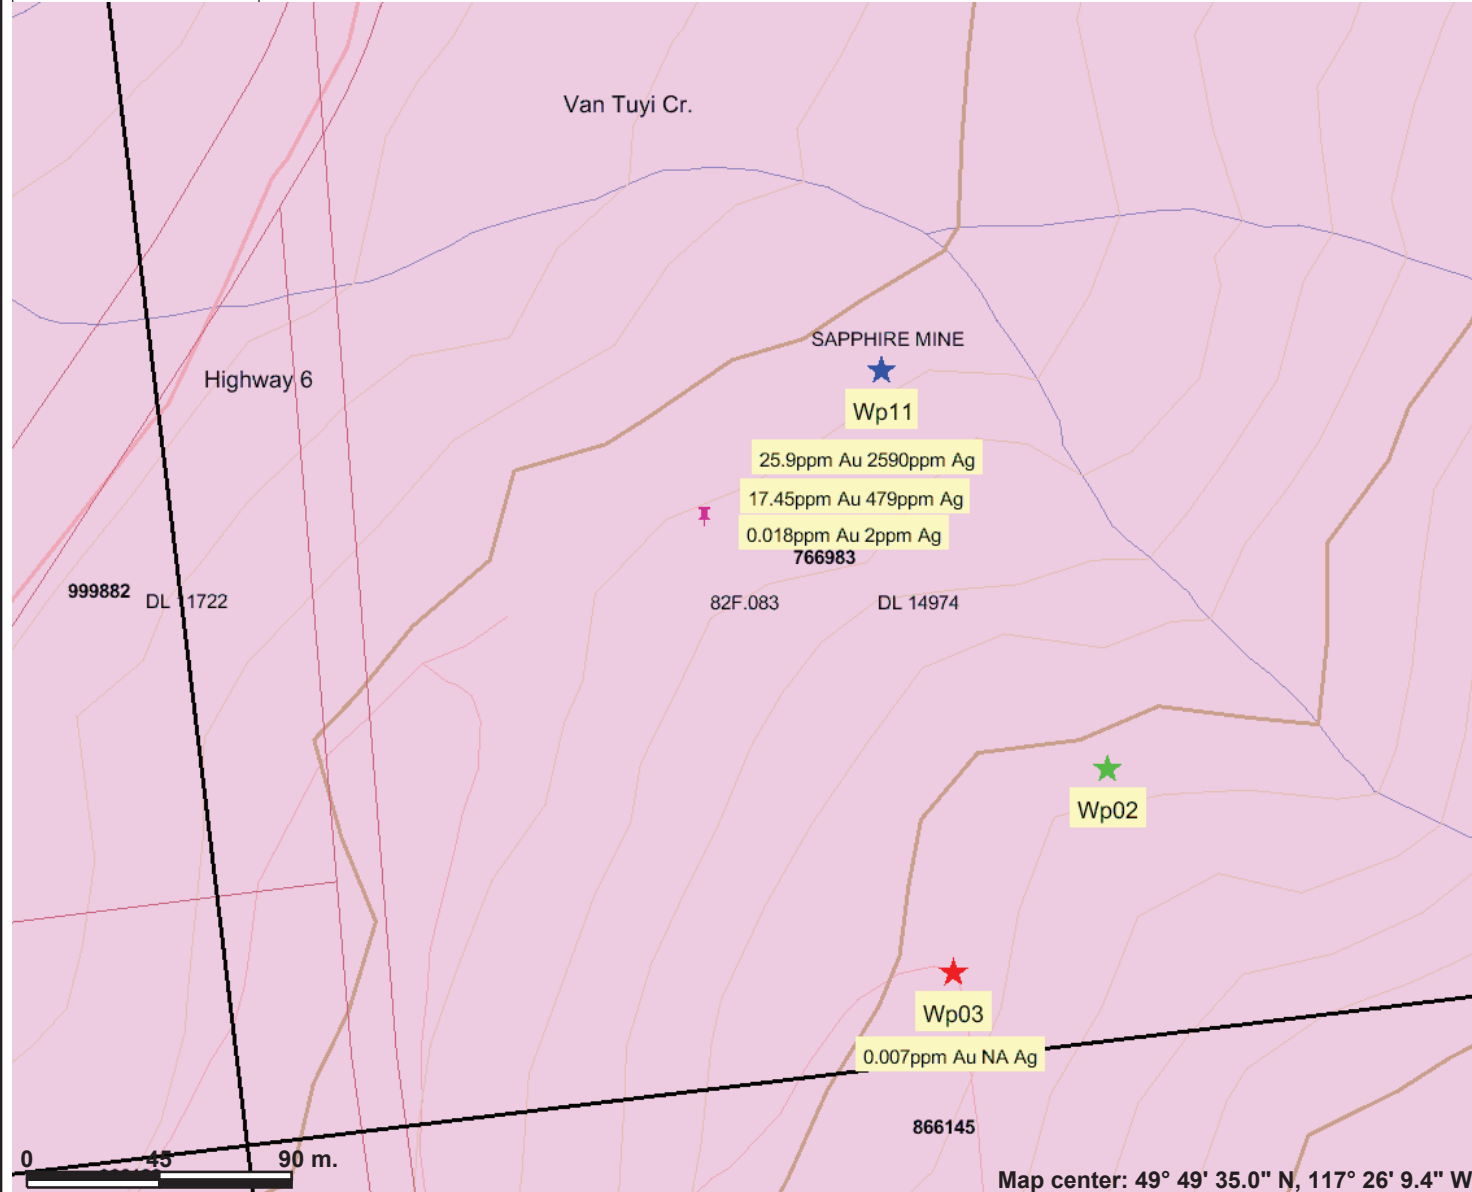 Van Tuyi Cr.
SAPPHIRE MINE
Highway 6
Wp11
25.9ppm Au 2590ppm Ag
17.45ppm Au 479ppm Ag
0.018ppm Au 2ppm Ag
766983
999882
DL 11722
82F.083
DL 14974
Wp02
Wp03
0.007ppm Au NA Ag
866145
0 45 90 m.
Map center: 49° 49' 35.0" N, 117° 26' 9.4" W